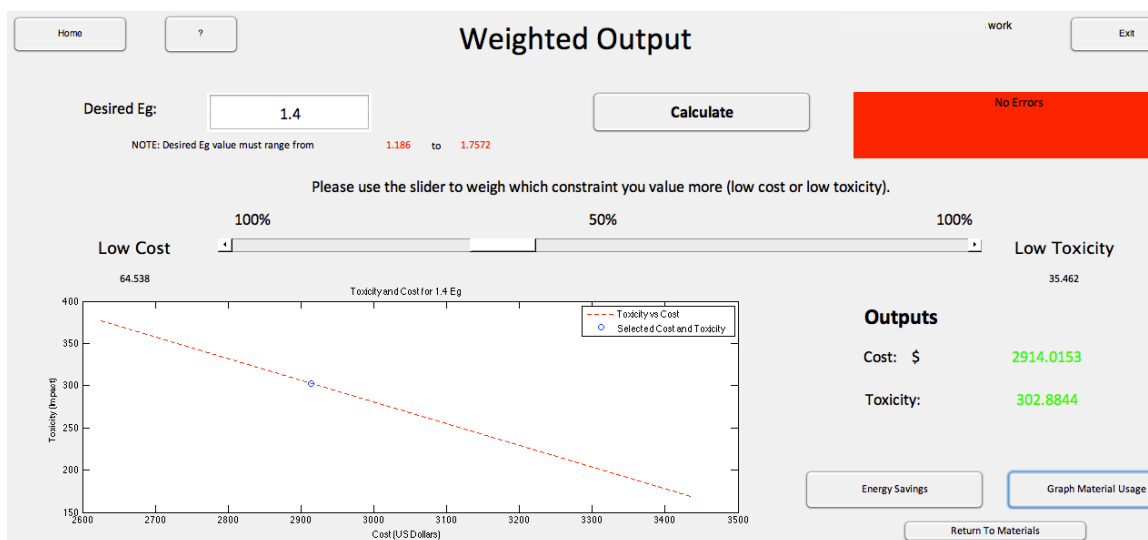 Home
?
Weighted Output
work
Exit
Desired Eg:
1.4
Calculate
No Errors
NOTE: Desired Eg value must range from 1.186 to 1.7572
Please use the slider to weigh which constraint you value more (low cost or low toxicity).
100% 50% 100%
Low Cost
Low Toxicity
64.538
35.462
Toxicity and Cost for 1.4 Eg
400
350
300
250
200
150
Toxicity (Impact)
Toxicity vs Cost
Selected Cost and Toxicity
2600 2700 2800 2900 3000 3100 3200 3300 3400 3500
Cost (US Dollars)
Outputs
Cost: $ 2914.0153
Toxicity: 302.8844
Energy Savings
Graph Material Usage
Return To Materials